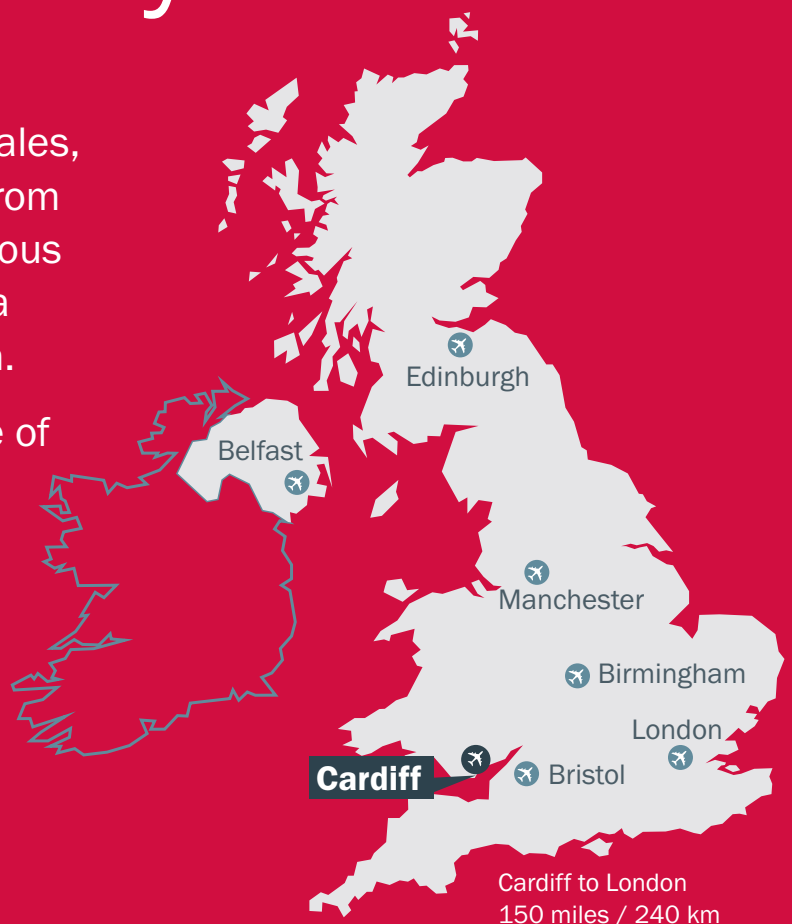 y
ales,
rom
ous
a
n.
e of
Edinburgh
Belfast
Manchester
Birmingham
London
Cardiff
Bristol
Cardiff to London
150 miles / 240 km